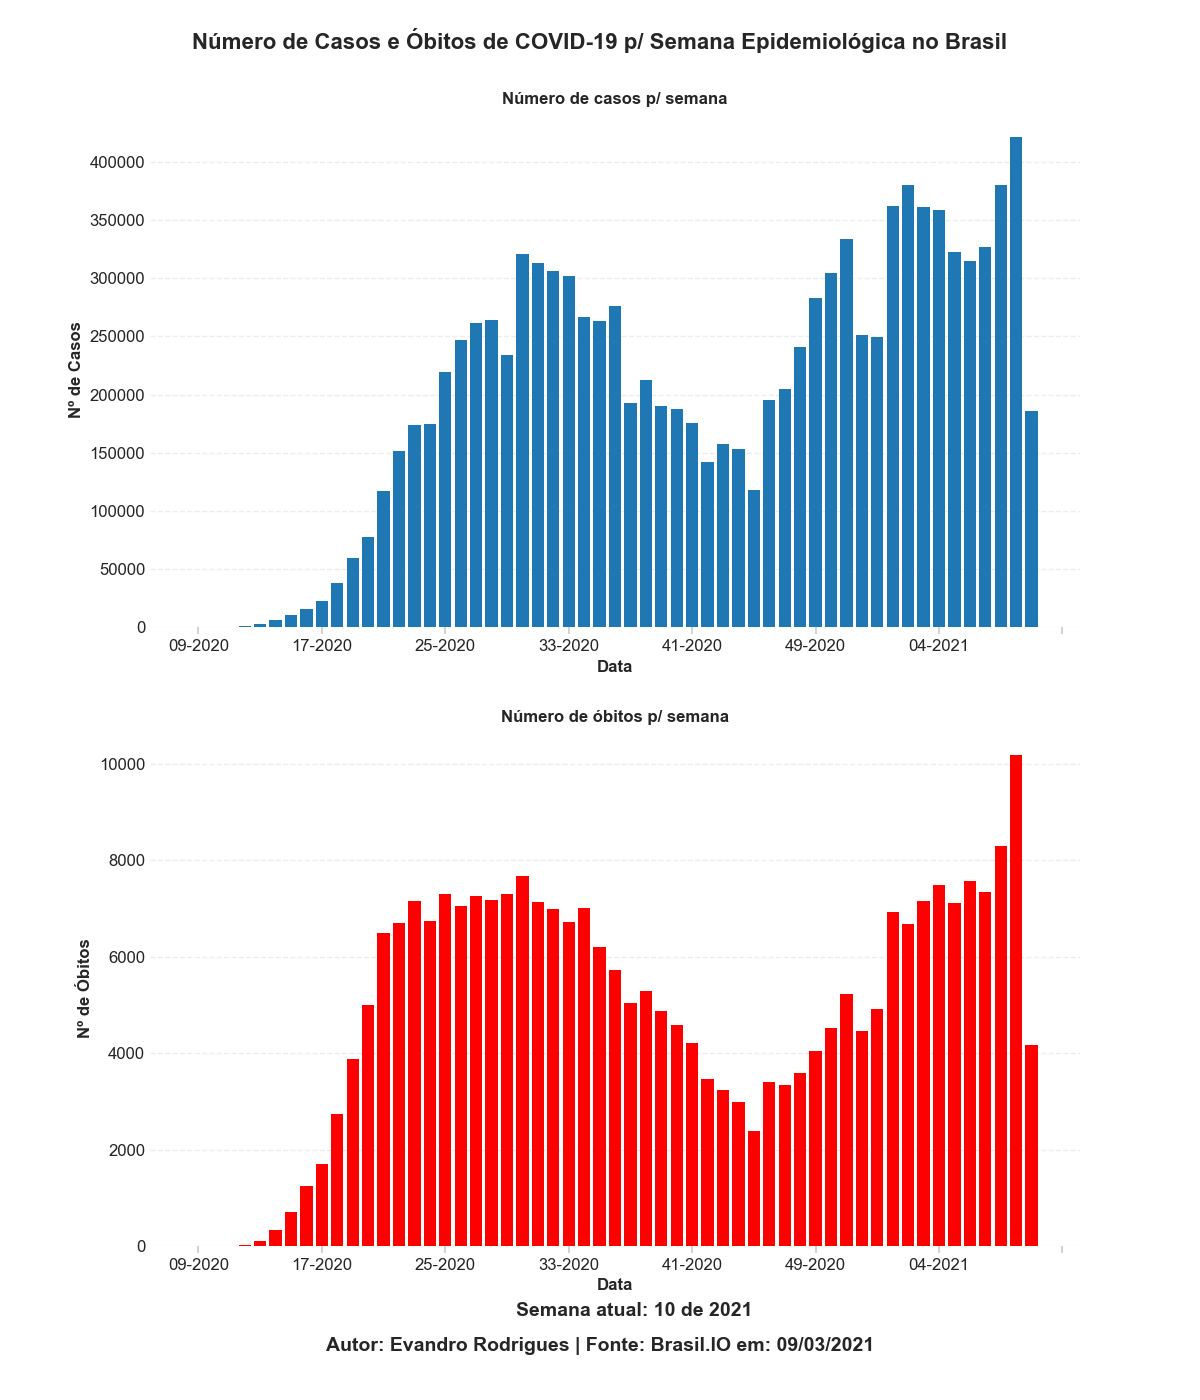 Número de Casos e Óbitos de COVID-19 p/ Semana Epidemiológica no Brasil
Número de casos p/ semana
400000
350000
300000
250000
200000
150000
100000
50000
0
Nº de Casos
09-2020 17-2020 25-2020 33-2020 41-2020 49-2020 04-2021
Data
Número de óbitos p/ semana
10000
8000
6000
4000
2000
0
Nº de Óbitos
09-2020 17-2020 25-2020 33-2020 41-2020 49-2020 04-2021
Data
Semana atual: 10 de 2021
Autor: Evandro Rodrigues | Fonte: Brasil.IO em: 09/03/2021